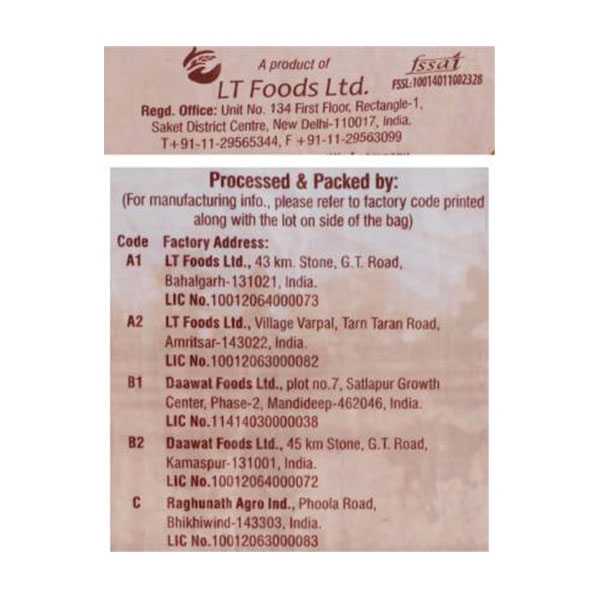 A product of
LT Foods Ltd.
fssai
FSSL:10014011002328
Regd. Office: Unit No. 134 First Floor, Rectangle-1,
Saket District Centre, New Delhi-110017, India.
T+91-11-29565344, F +91-11-29563099
Processed & Packed by:
(For manufacturing info., please refer to factory code printed
along with the lot on side of the bag)
Code Factory Address:
A1 LT Foods Ltd., 43 km. Stone, G.T. Road,
Bahalgarh-131021, India.
LIC No.10012064000073
A2 LT Foods Ltd., Village Varpal, Tarn Taran Road,
Amritsar-143022, India.
LIC No.10012063000082
B1 Daawat Foods Ltd., plot no.7, Satlapur Growth
Center, Phase-2, Mandideep-462046, India.
LIC No.11414030000038
B2 Daawat Foods Ltd., 45 km Stone, G.T. Road,
Kamaspur-131001, India.
LIC No.10012064000072
C Raghunath Agro Ind., Phoola Road,
Bhikhiwind-143303, India.
LIC No.10012063000083